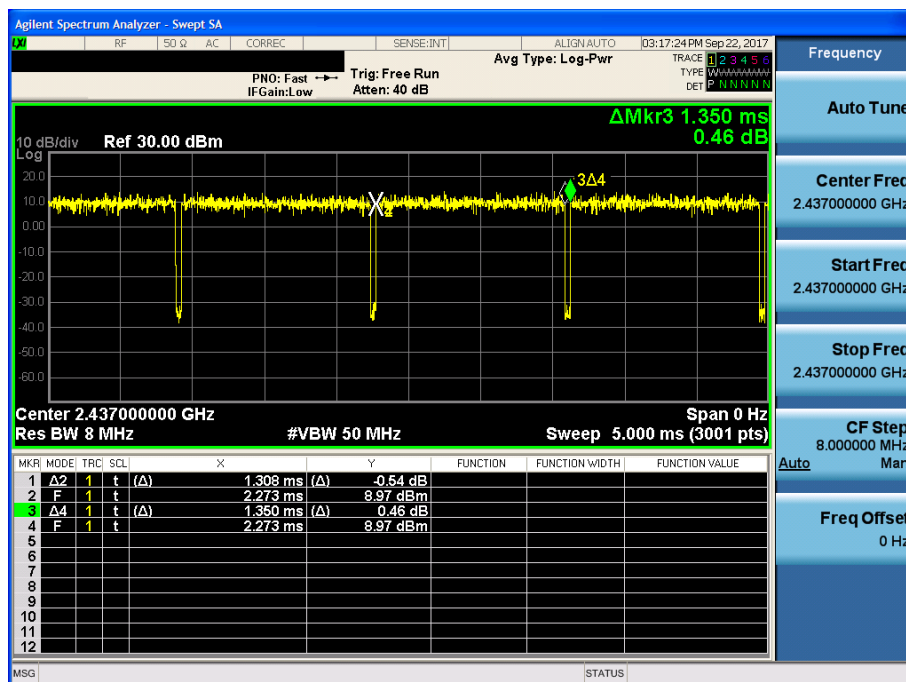 Agilent Spectrum Analyzer - Swept SA
LXI RF 50 Ω AC CORREC SENSE:INT ALIGN AUTO 03:17:24 PM Sep 22, 2017
Frequency
PNO: Fast
IFGain:Low
Trig: Free Run
Atten: 40 dB
Avg Type: Log-Pwr
TRACE 1 2 3 4 5 6
TYPE W
DET P N N N N N
Auto Tune
ΔMkr3 1.350 ms
0.46 dB
10 dB/div Ref 30.00 dBm
Log
20.0
10.0
0.00
-10.0
-20.0
-30.0
-40.0
-50.0
-60.0
3Δ4
4
Center Freq
2.437000000 GHz
Start Freq
2.437000000 GHz
Stop Freq
2.437000000 GHz
Center 2.437000000 GHz Span 0 Hz
Res BW 8 MHz #VBW 50 MHz Sweep 5.000 ms (3001 pts)
CF Step
8.000000 MHz
Auto Man
Freq Offset
0 Hz
MKR MODE TRC SCL X Y FUNCTION FUNCTION WIDTH FUNCTION VALUE
1 Δ2 1 t (Δ) 1.308 ms (Δ) -0.54 dB
2 F 1 t 2.273 ms 8.97 dBm
3 Δ4 1 t (Δ) 1.350 ms (Δ) 0.46 dB
4 F 1 t 2.273 ms 8.97 dBm
5
6
7
8
9
10
11
12
MSG STATUS